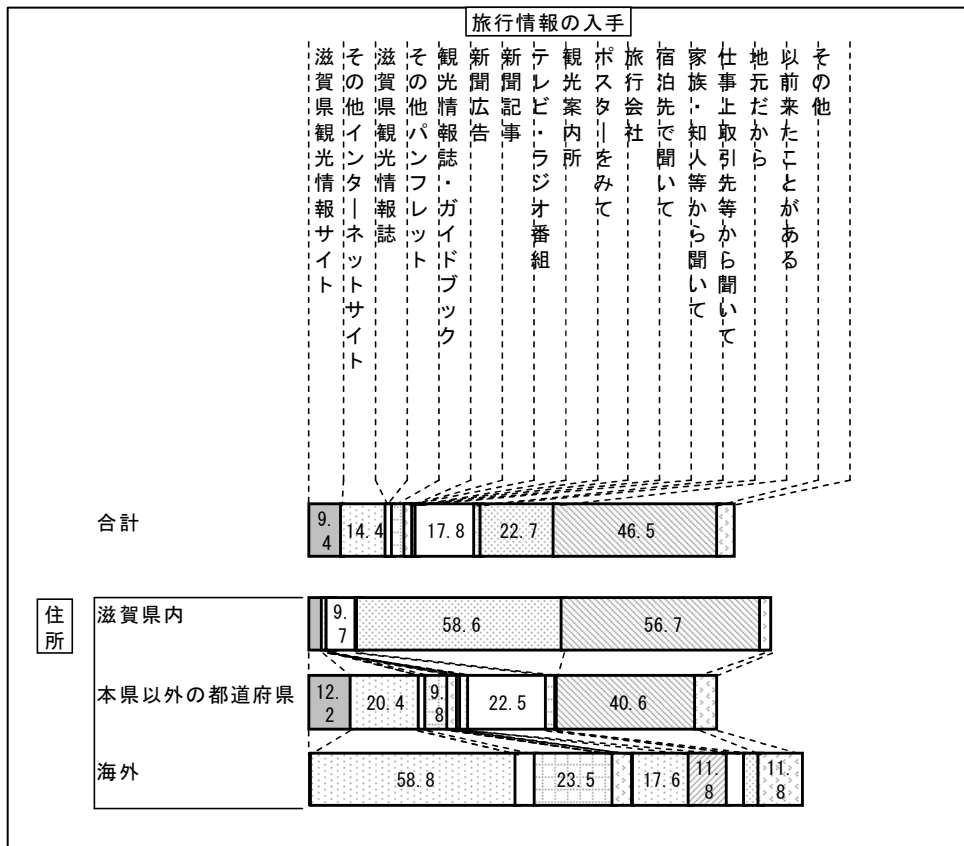 旅行情報の入手
滋賀県観光情報サイト
その他インターネットサイト
滋賀県観光情報誌
その他パンフレット
観光情報誌・ガイドブック
新聞広告
新聞記事
テレビ・ラジオ番組
観光案内所
ポスターをみて
旅行会社
宿泊先で聞いて
家族・知人等から聞いて
仕事上取引先等から聞いて
地元だから
以前来たことがある
その他
合計 9.4 14.4 17.8 22.7 46.5
住所
滋賀県内 9.7 58.6 56.7
本県以外の都道府県 12.2 20.4 9.8 22.5 40.6
海外 58.8 23.5 17.6 11.8 11.8